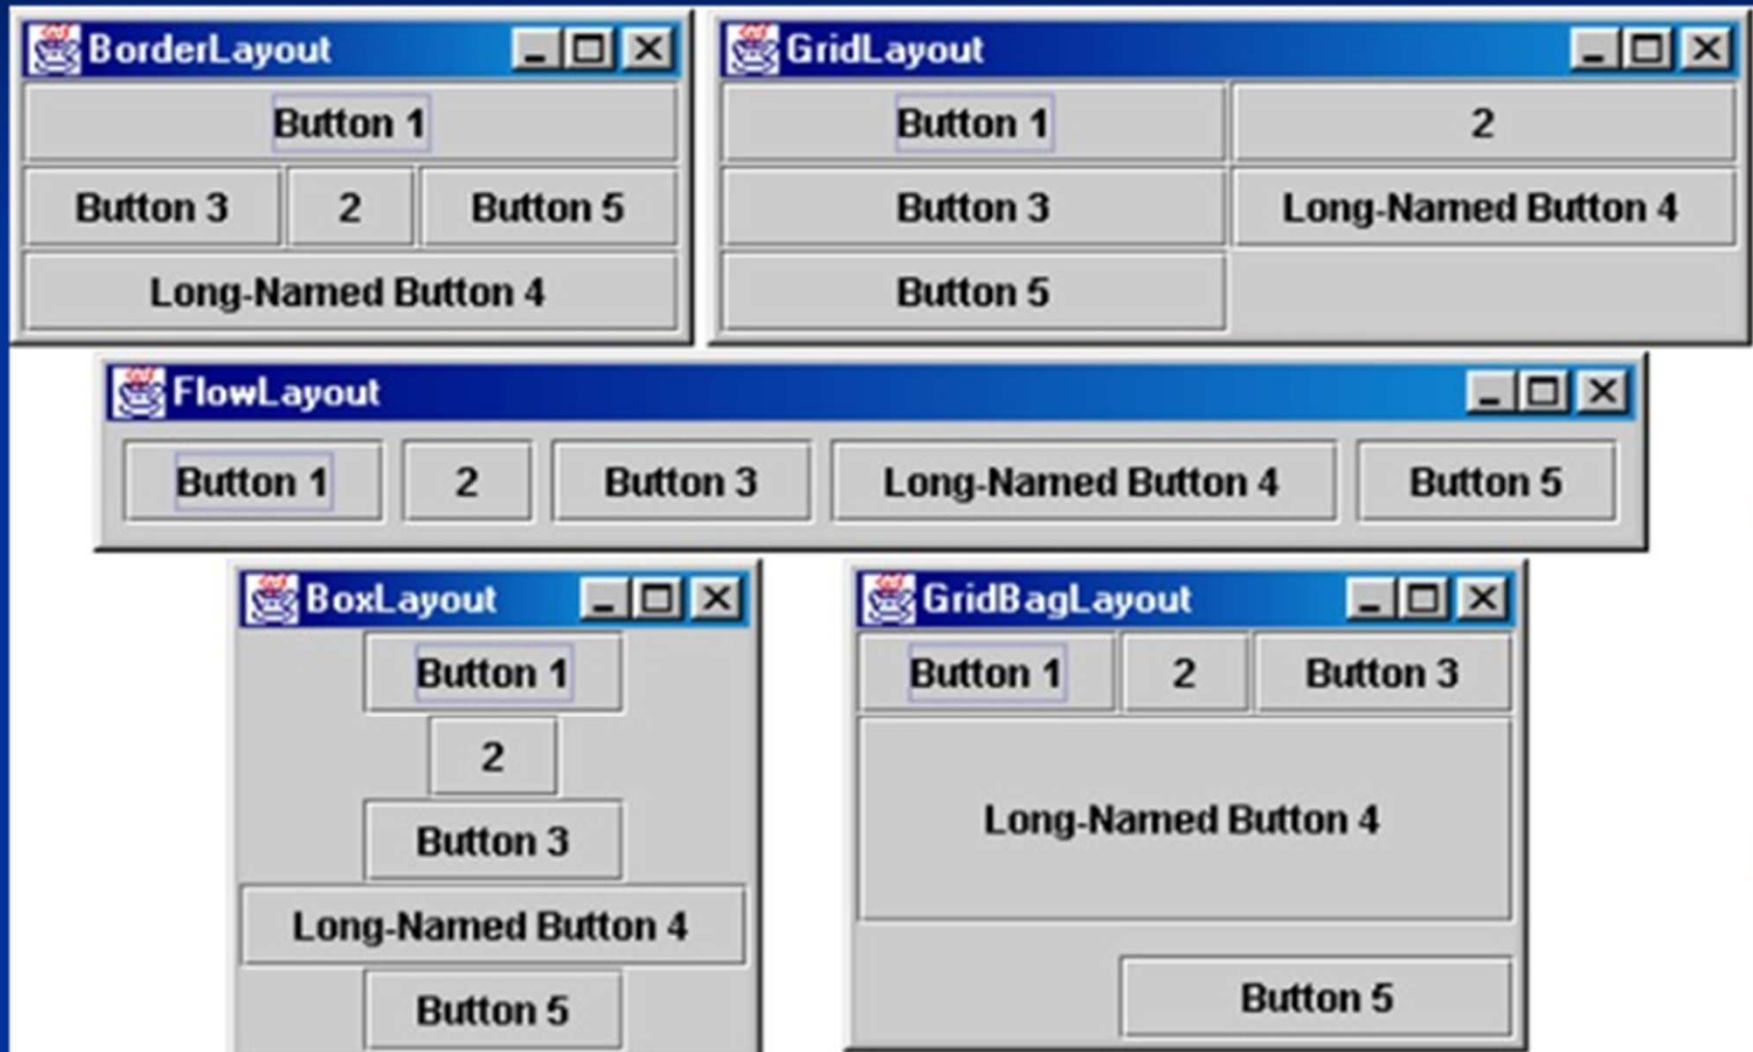 BorderLayout
Button 1
Button 3 2 Button 5
Long-Named Button 4
GridLayout
Button 1 2
Button 3 Long-Named Button 4
Button 5
FlowLayout
Button 1 2 Button 3 Long-Named Button 4 Button 5
BoxLayout
Button 1
2
Button 3
Long-Named Button 4
Button 5
GridBagLayout
Button 1 2 Button 3
Long-Named Button 4
Button 5